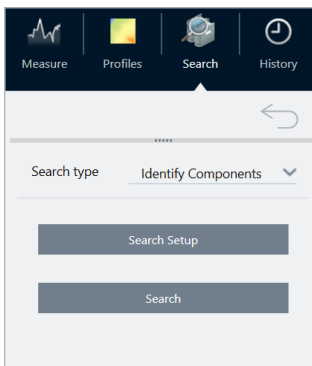 Measure Profiles Search History
Search type Identify Components
Search Setup
Search